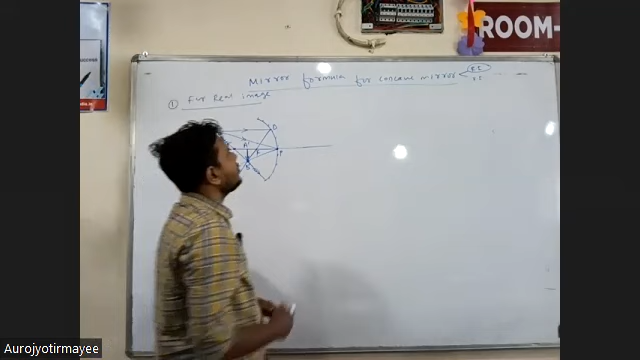 ROOM-
Mirror formula for concave mirror
R.I
V.I
① For Real image
D
A'
F
P
B'
Aurojyotirmayee